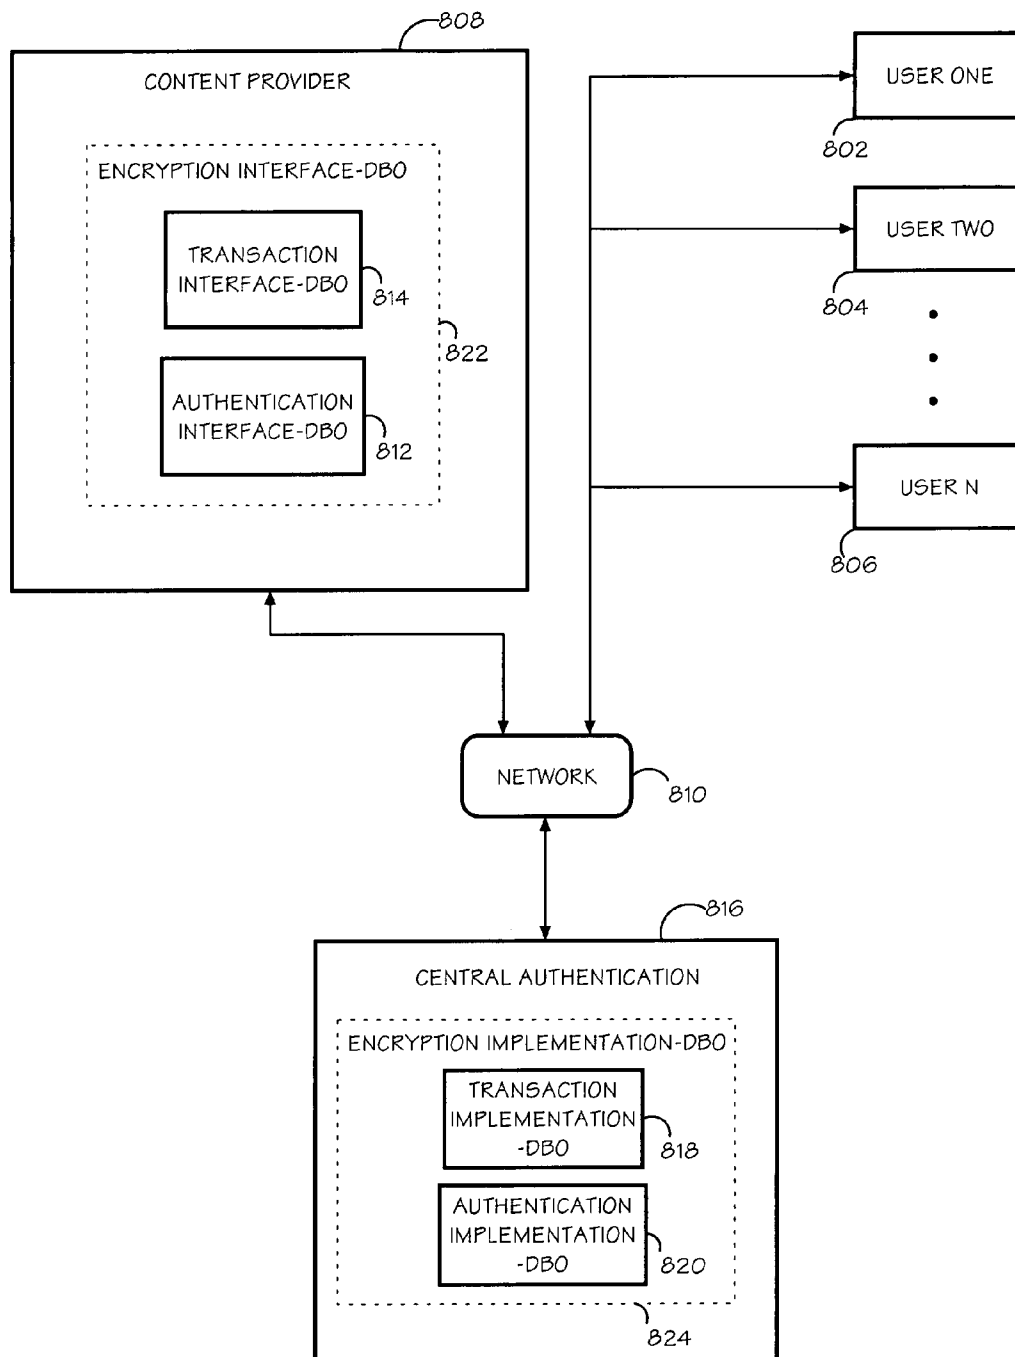 808
CONTENT PROVIDER
ENCRYPTION INTERFACE-DBO
TRANSACTION
INTERFACE-DBO
814
822
AUTHENTICATION
INTERFACE-DBO
812
USER ONE
802
USER TWO
804
USER N
806
NETWORK
810
816
CENTRAL AUTHENTICATION
ENCRYPTION IMPLEMENTATION-DBO
TRANSACTION
IMPLEMENTATION
-DBO
818
AUTHENTICATION
IMPLEMENTATION
-DBO
820
824